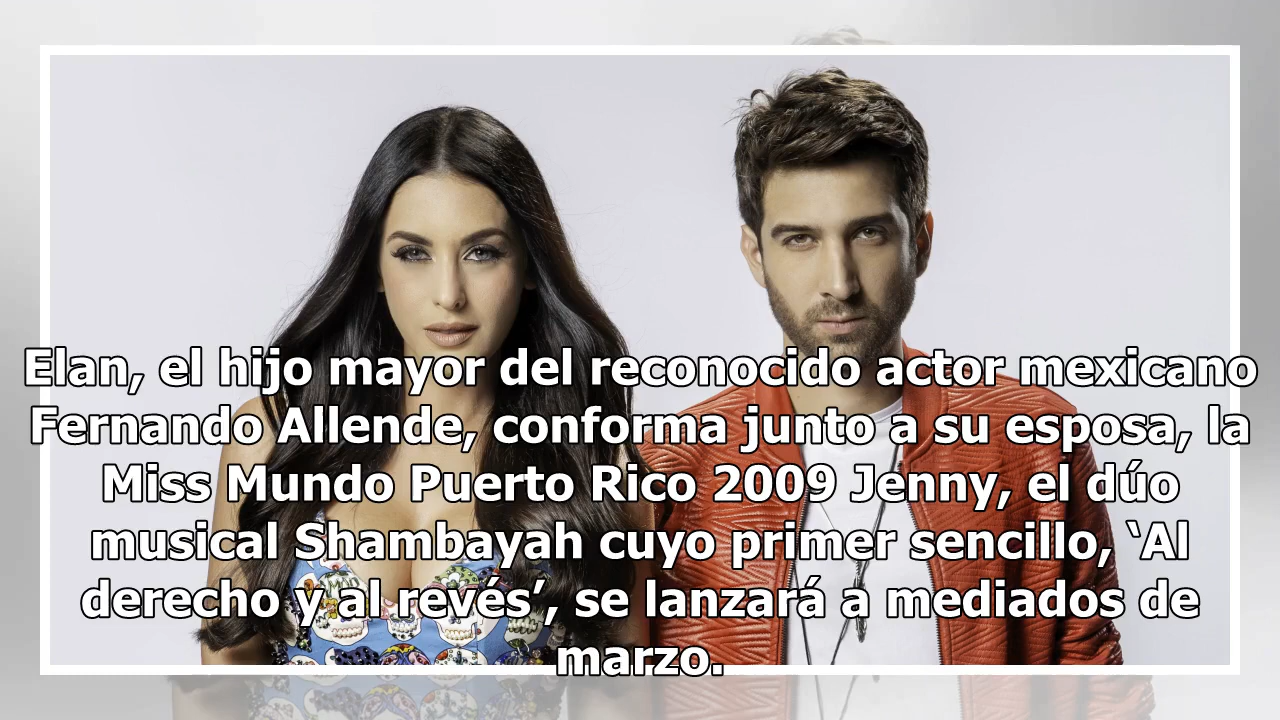 Elan, el hijo mayor del reconocido actor mexicano
Fernando Allende, conforma junto a su esposa, la
Miss Mundo Puerto Rico 2009 Jenny, el dúo
musical Shambayah cuyo primer sencillo, ‘Al
derecho y al revés’, se lanzará a mediados de
marzo.